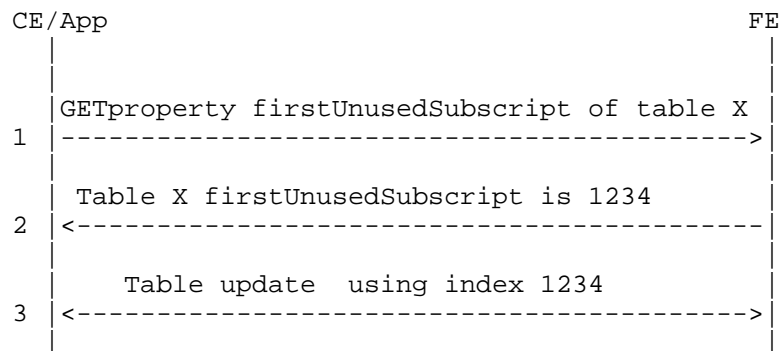 CE/App FE
GETproperty firstUnusedSubscript of table X
1
Table X firstUnusedSubscript is 1234
2
Table update using index 1234
3